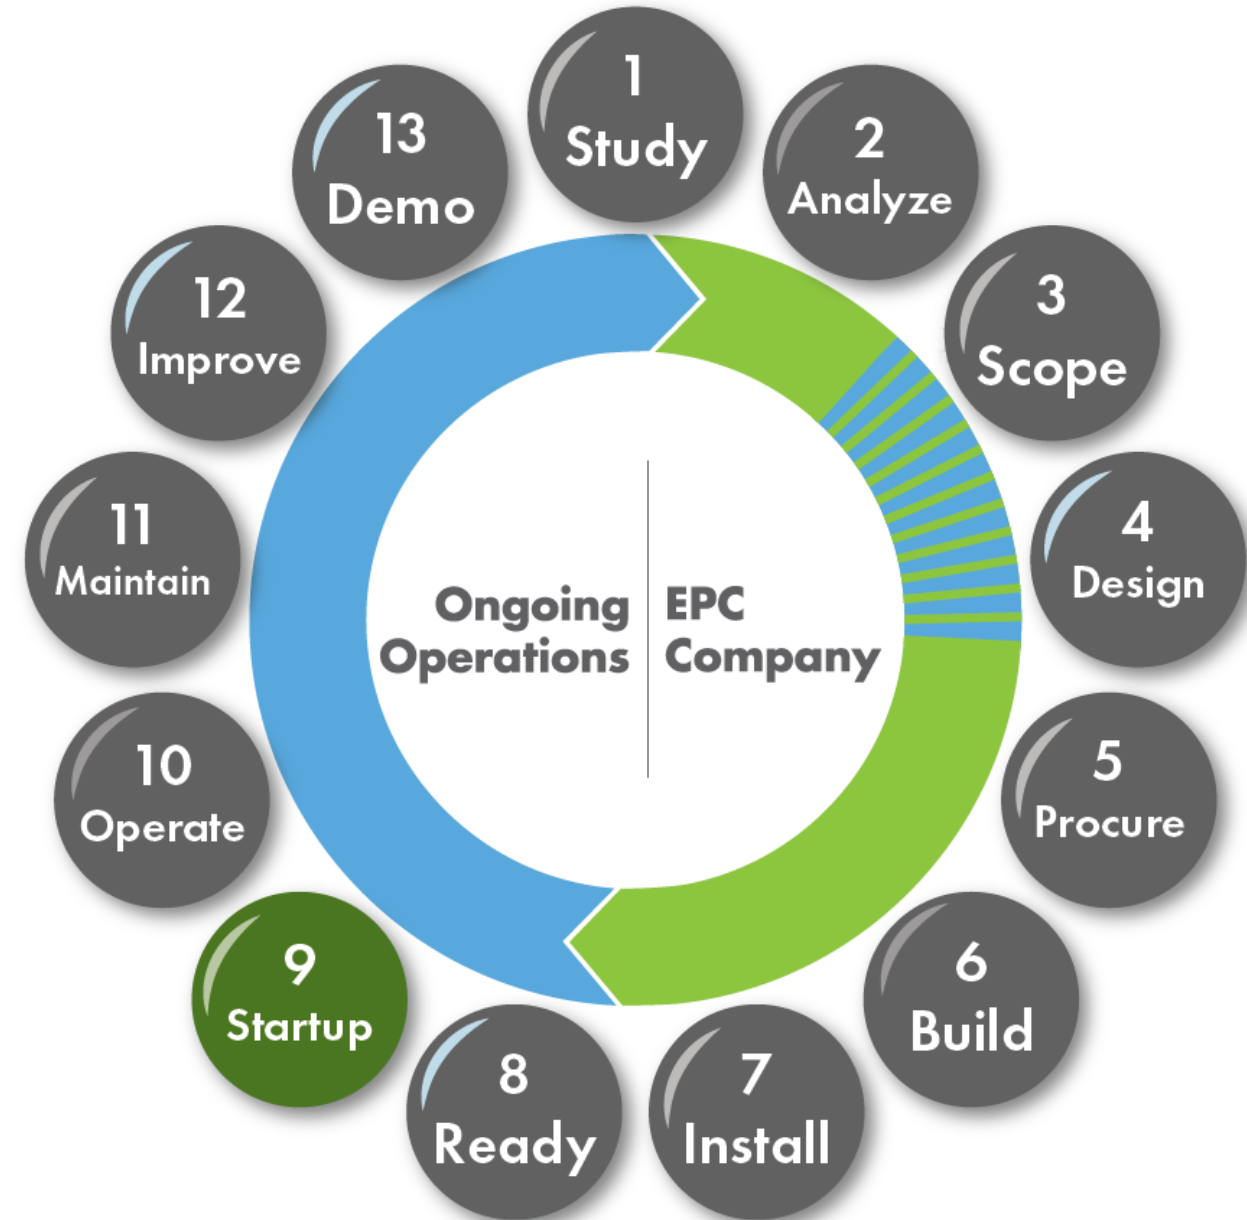 1
Study
2
Analyze
3
Scope
4
Design
5
Procure
6
Build
7
Install
8
Ready
9
Startup
10
Operate
11
Maintain
12
Improve
13
Demo
Ongoing
Operations
EPC
Company